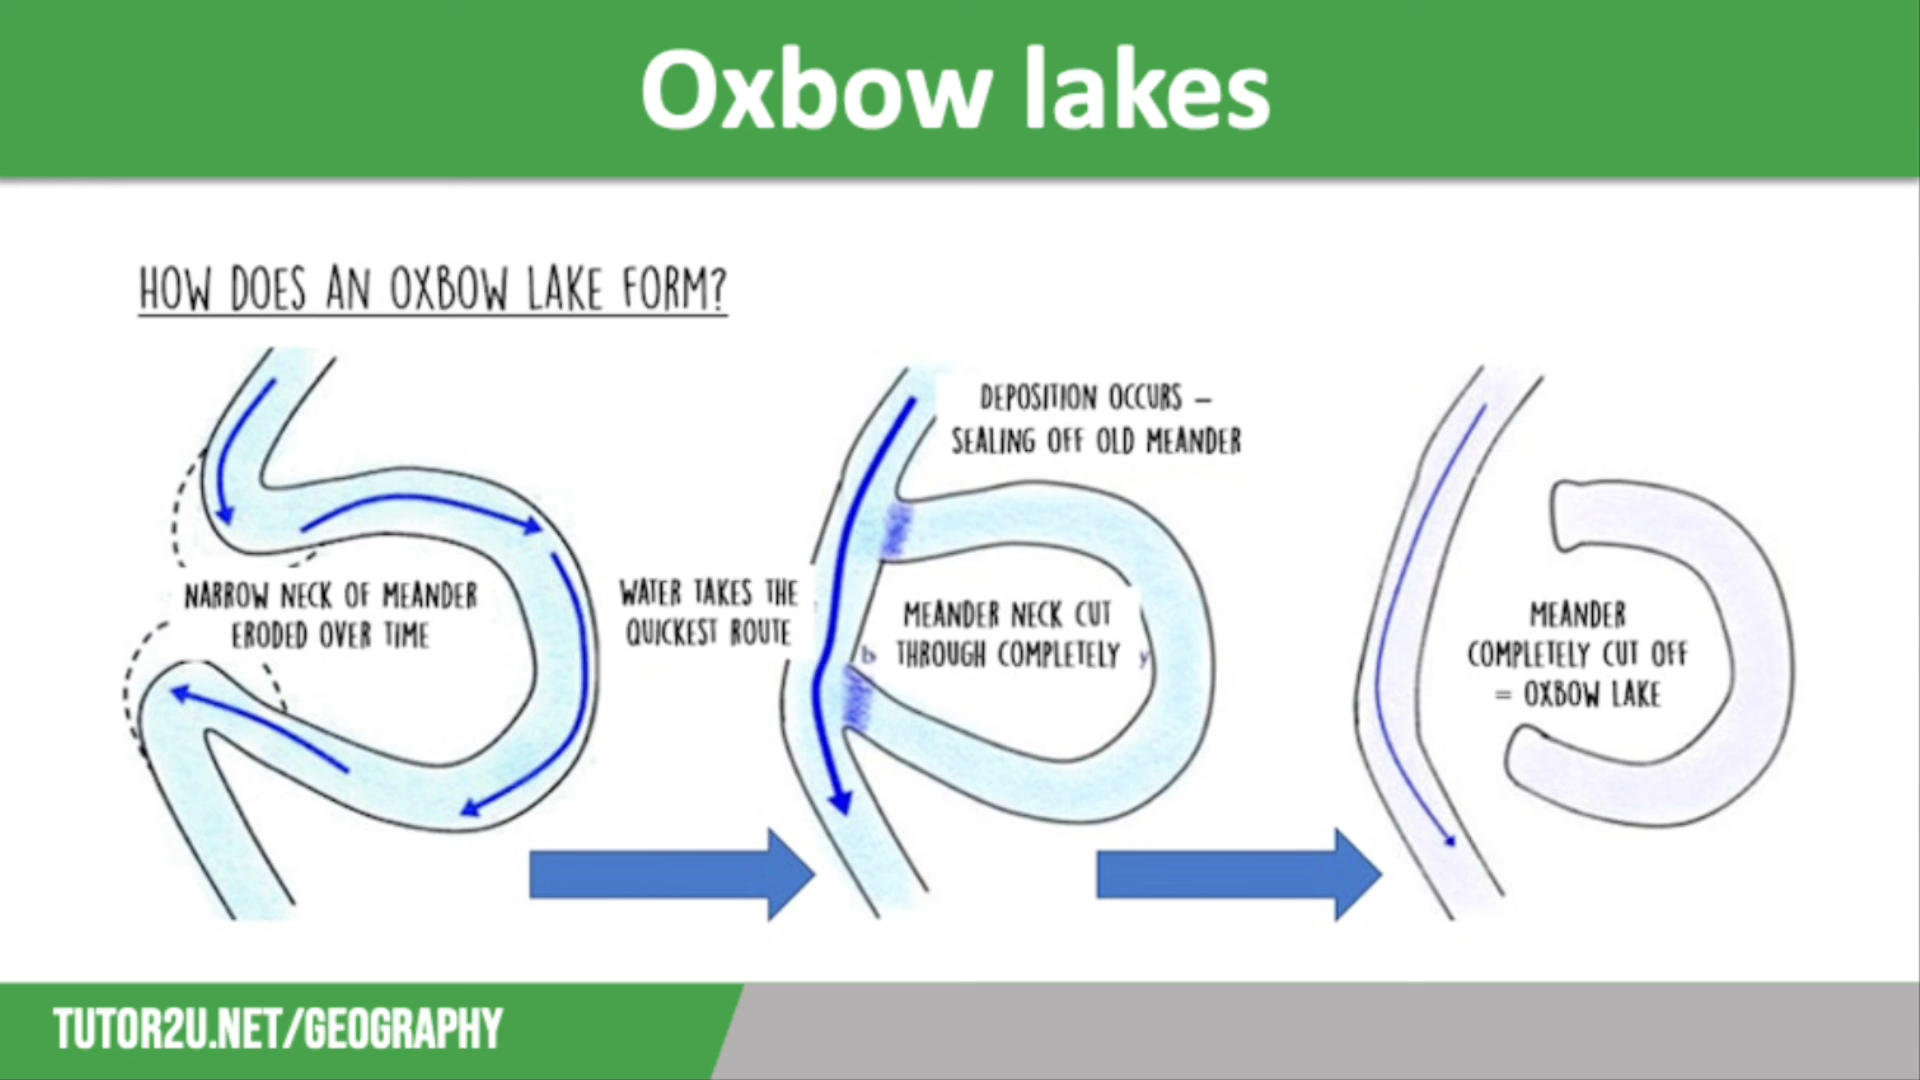 Oxbow lakes
HOW DOES AN OXBOW LAKE FORM?
NARROW NECK OF MEANDER
ERODED OVER TIME
WATER TAKES THE
QUICKEST ROUTE
DEPOSITION OCCURS –
SEALING OFF OLD MEANDER
MEANDER NECK CUT
THROUGH COMPLETELY
MEANDER
COMPLETELY CUT OFF
= OXBOW LAKE
TUTOR2U.NET/GEOGRAPHY